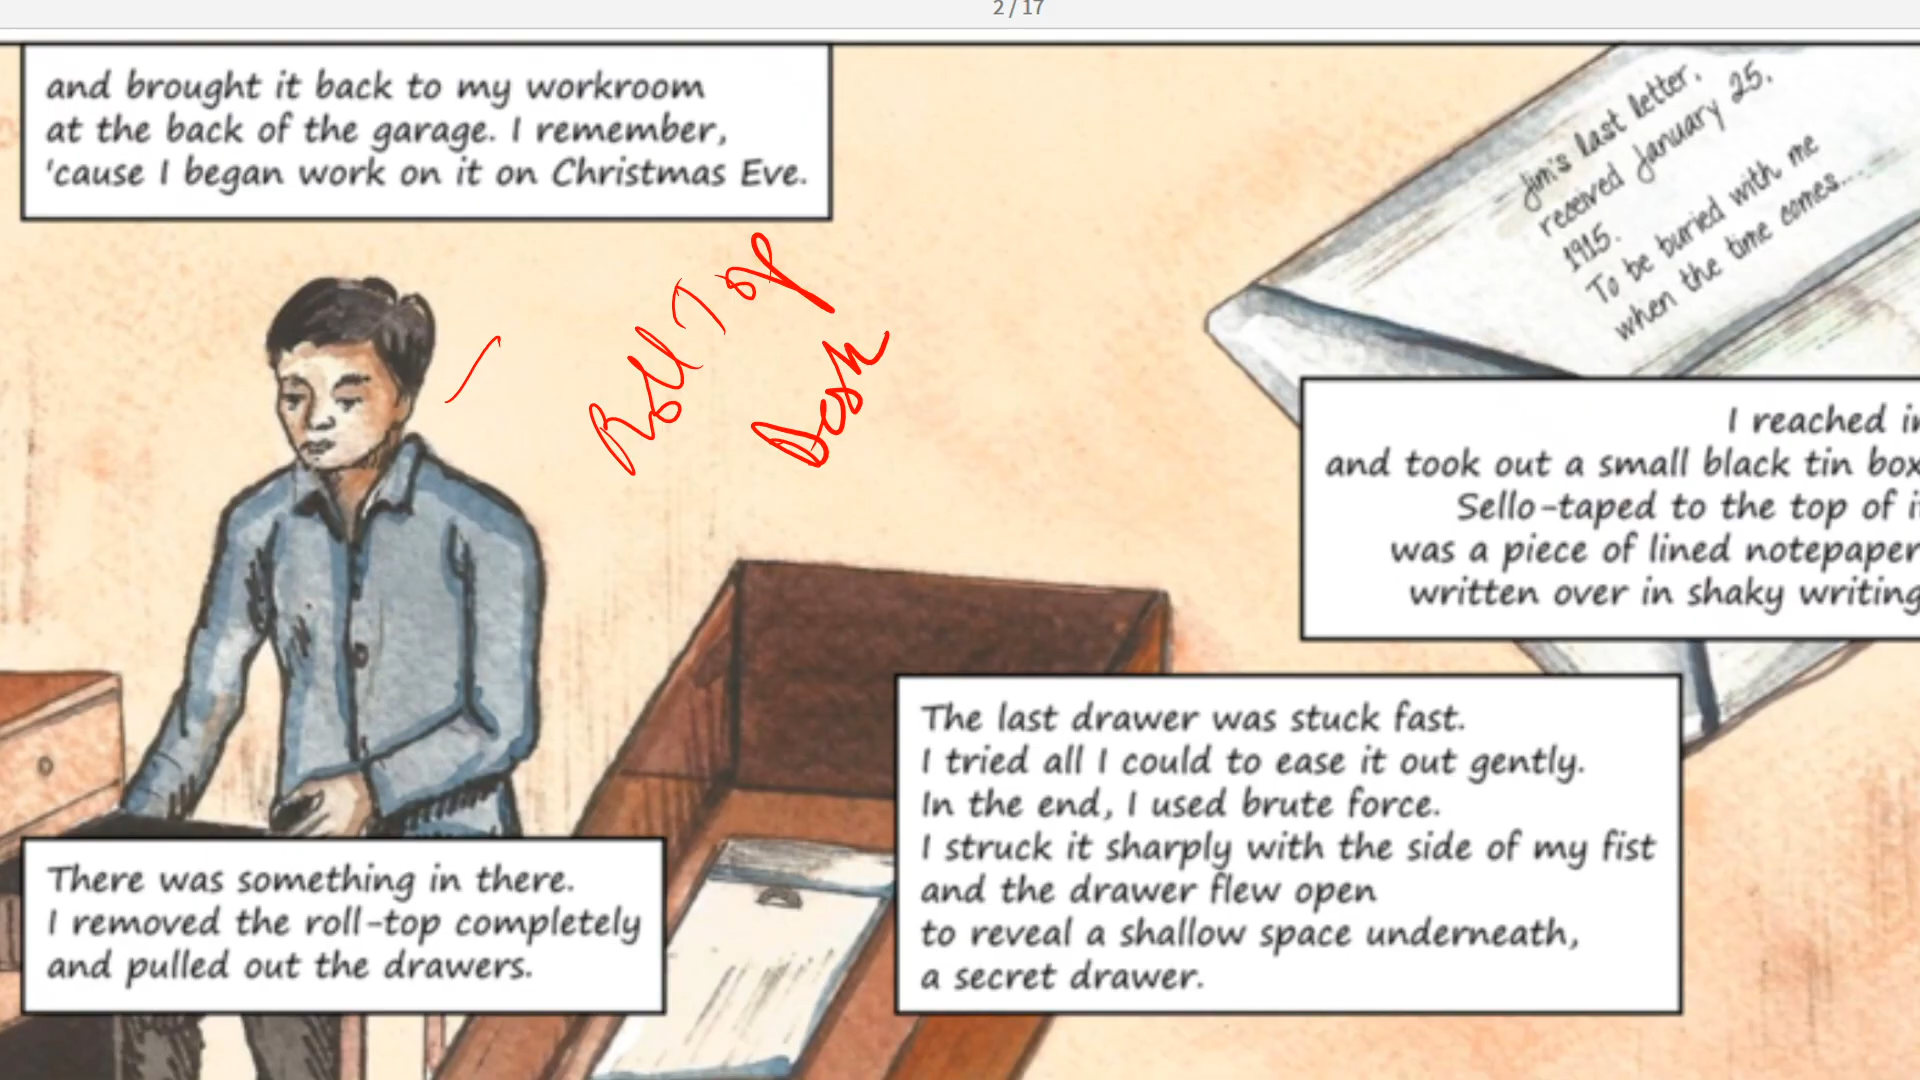 2 / 17
and brought it back to my workroom
at the back of the garage. I remember,
'cause I began work on it on Christmas Eve.
Roll Top
Desk
There was something in there.
I removed the roll-top completely
and pulled out the drawers.
The last drawer was stuck fast.
I tried all I could to ease it out gently.
In the end, I used brute force.
I struck it sharply with the side of my fist
and the drawer flew open
to reveal a shallow space underneath,
a secret drawer.
I reached in
and took out a small black tin box
Sello-taped to the top of it
was a piece of lined notepaper
written over in shaky writing
Jim's last letter,
received January 25.
1915.
To be buried with me
when the time comes...